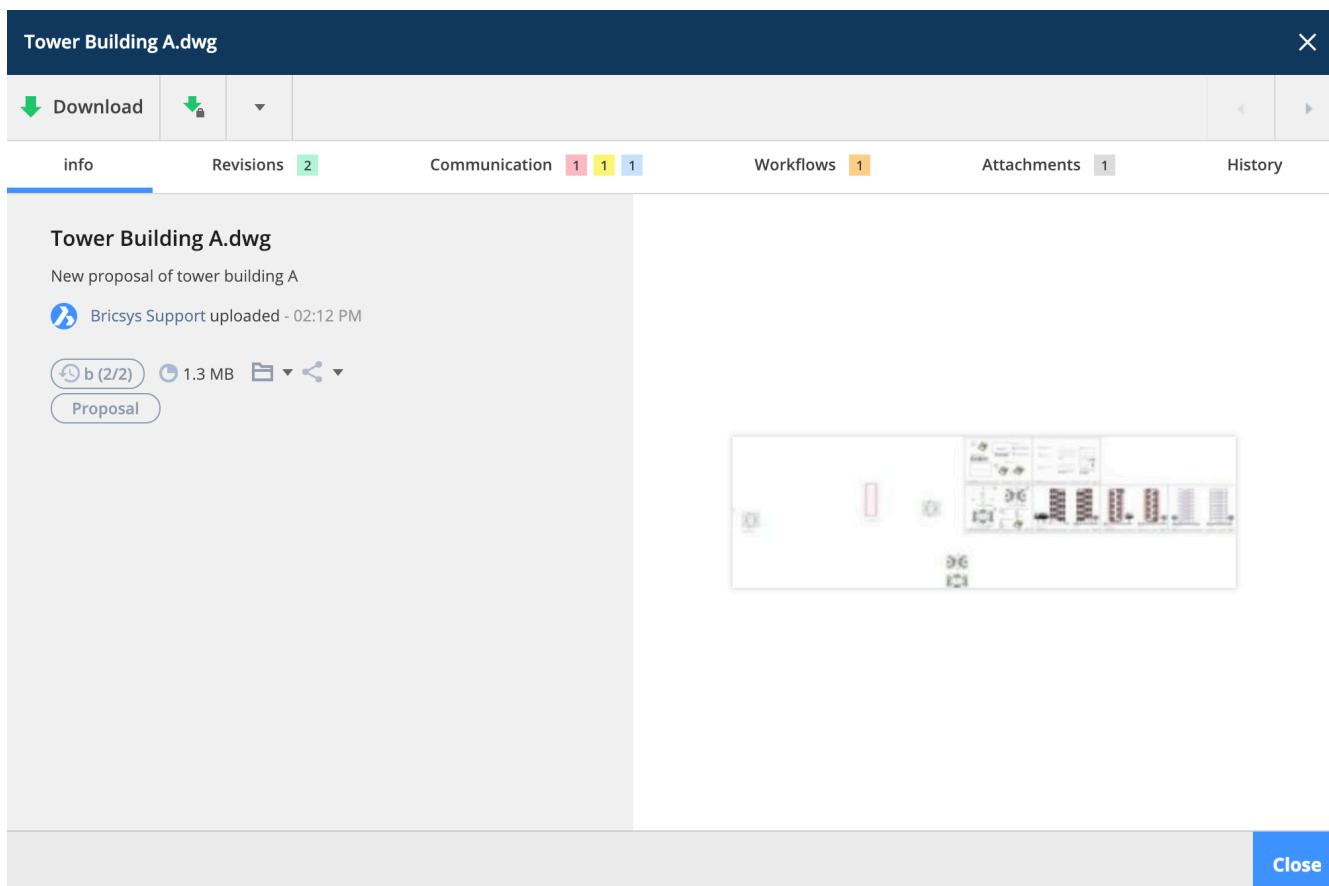 Tower Building A.dwg
Download
info Revisions 2 Communication 1 1 1 Workflows 1 Attachments 1 History
Tower Building A.dwg
New proposal of tower building A
Bricsys Support uploaded - 02:12 PM
b (2/2) 1.3 MB
Proposal
Close